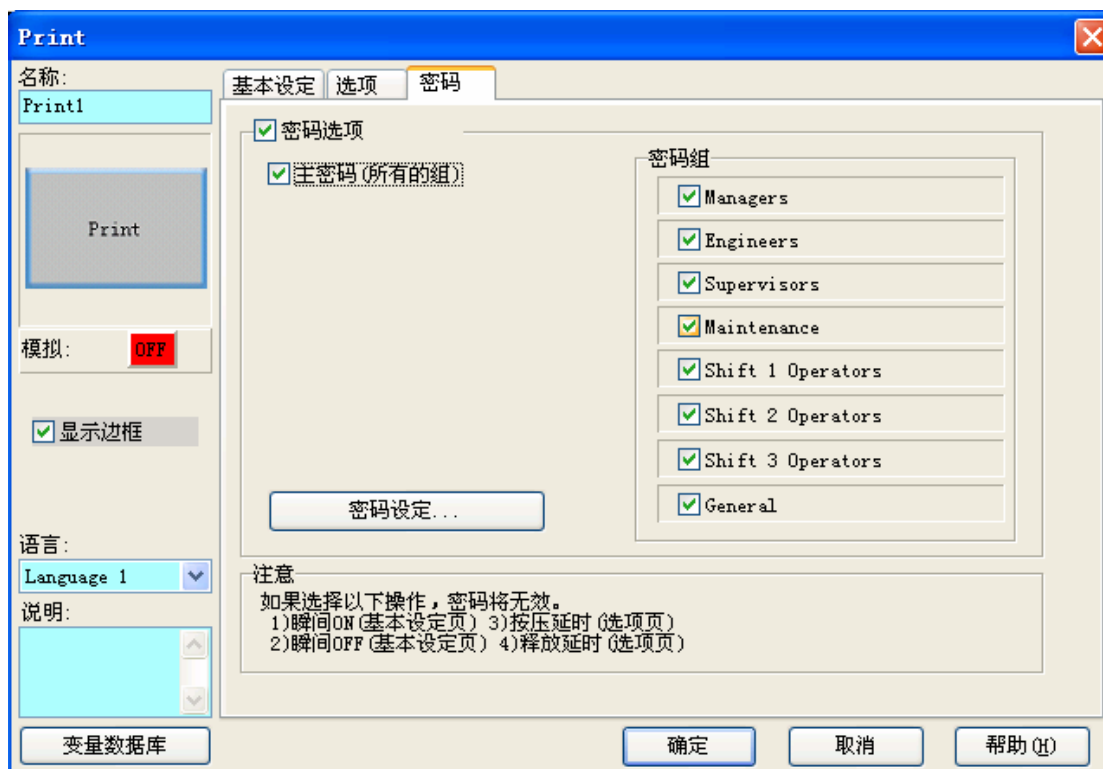 Print
名称:
Print1
Print
模拟:
OFF
显示边框
语言:
Language 1
说明:
变量数据库
基本设定
选项
密码
密码选项
主密码(所有的组)
密码设定...
密码组
Managers
Engineers
Supervisors
Maintenance
Shift 1 Operators
Shift 2 Operators
Shift 3 Operators
General
注意
如果选择以下操作，密码将无效。
1)瞬间ON(基本设定页) 3)按压延时(选项页)
2)瞬间OFF(基本设定页) 4)释放延时(选项页)
确定
取消
帮助(H)